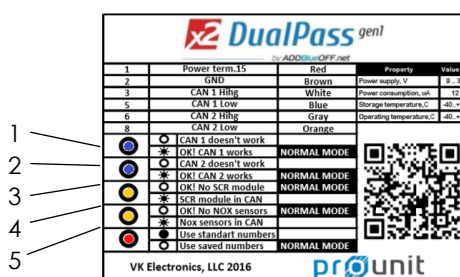 x2 DualPass gen1
by ADDBlueOFF.net
1 Power term.15 Red
2 GND Brown
3 CAN 1 Hihg White
5 CAN 1 Low Blue
6 CAN 2 Hihg Gray
8 CAN 2 Low Orange
Property Value
Power supply, V 9...3
Power consumption, uA 12
Storage temperature,C -40..+
Operating temperature,C -40..+
1
CAN 1 doesn't work
OK! CAN 1 works NORMAL MODE
2
CAN 2 doesn't work
OK! CAN 2 works NORMAL MODE
3
OK! No SCR module NORMAL MODE
SCR module in CAN
4
OK! No NOX sensors NORMAL MODE
Nox sensors in CAN
5
Use standart numbers
Use saved numbers NORMAL MODE
VK Electronics, LLC 2016
prounit